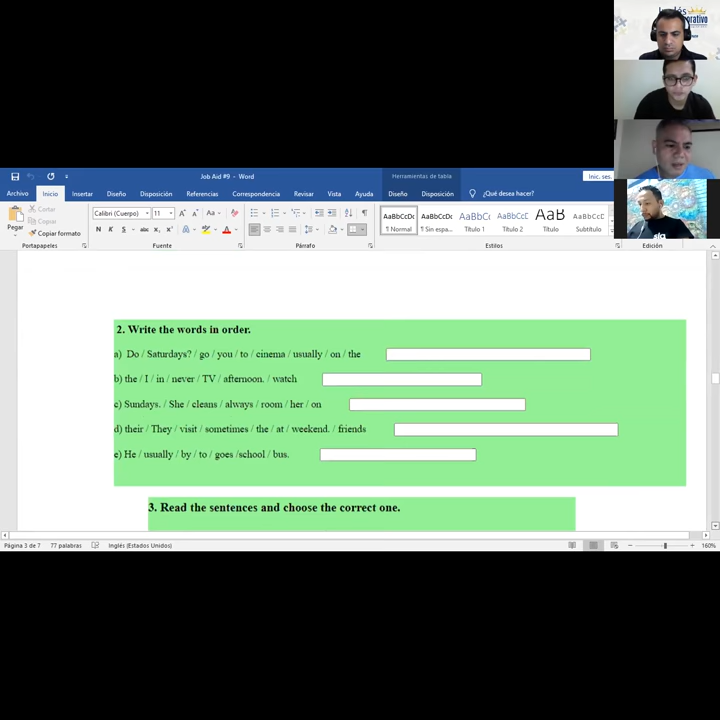 Job Aid #9 - Word
Herramientas de tabla
Inic. ses.
Archivo Inicio Insertar Diseño Disposición Referencias Correspondencia Revisar Vista Ayuda Diseño Disposición ¿Qué desea hacer?
Pegar
Cortar
Copiar
Copiar formato
Portapapeles
Calibri (Cuerpo) 11
Fuente
Párrafo
AaBbCcDc AaBbCcDc AaBbCc AaBbCcC AaB AaBbCcC
¶ Normal ¶ Sin espa... Título 1 Título 2 Título Subtítulo
Estilos
Edición
2. Write the words in order.
a) Do / Saturdays? / go / you / to / cinema / usually / on / the
b) the / I / in / never / TV / afternoon. / watch
c) Sundays. / She / cleans / always / room / her / on
d) their / They / visit / sometimes / the / at / weekend. / friends
e) He / usually / by / to / goes /school / bus.
3. Read the sentences and choose the correct one.
Página 3 de 7 77 palabras Inglés (Estados Unidos) 160%